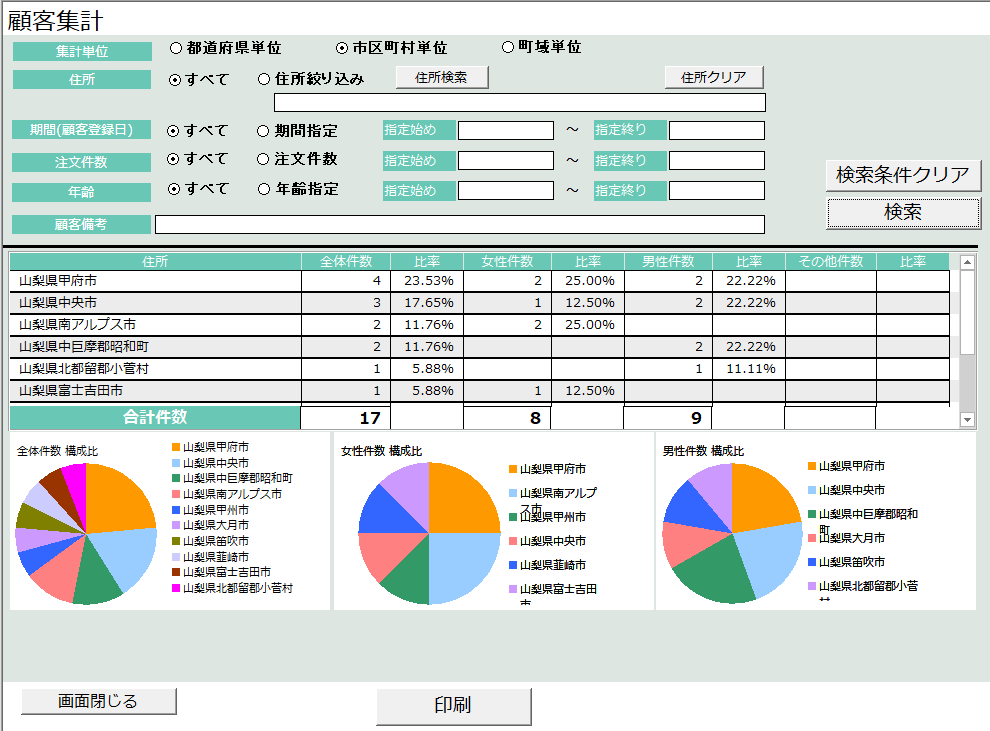 顧客集計
集計単位 都道府県単位 市区町村単位 町域単位
住所 すべて 住所絞り込み 住所検索 住所クリア
期間(顧客登録日) すべて 期間指定 指定始め ～ 指定終り
注文件数 すべて 注文件数 指定始め ～ 指定終り
年齢 すべて 年齢指定 指定始め ～ 指定終り
検索条件クリア
検索
顧客備考
住所 全体件数 比率 女性件数 比率 男性件数 比率 その他件数 比率
山梨県甲府市 4 23.53% 2 25.00% 2 22.22%
山梨県中央市 3 17.65% 1 12.50% 2 22.22%
山梨県南アルプス市 2 11.76% 2 25.00%
山梨県中巨摩郡昭和町 2 11.76% 2 22.22%
山梨県北都留郡小菅村 1 5.88% 1 11.11%
山梨県富士吉田市 1 5.88% 1 12.50%
合計件数 17 8 9
全体件数 構成比
山梨県甲府市
山梨県中央市
山梨県中巨摩郡昭和町
山梨県南アルプス市
山梨県甲州市
山梨県大月市
山梨県笛吹市
山梨県韮崎市
山梨県富士吉田市
山梨県北都留郡小菅村
女性件数 構成比
山梨県甲府市
山梨県南アルプ
ス市
山梨県甲州市
山梨県中央市
山梨県韮崎市
山梨県富士吉田
市
男性件数 構成比
山梨県甲府市
山梨県中央市
山梨県中巨摩郡昭和
町
山梨県大月市
山梨県笛吹市
山梨県北都留郡小菅
画面閉じる 印刷